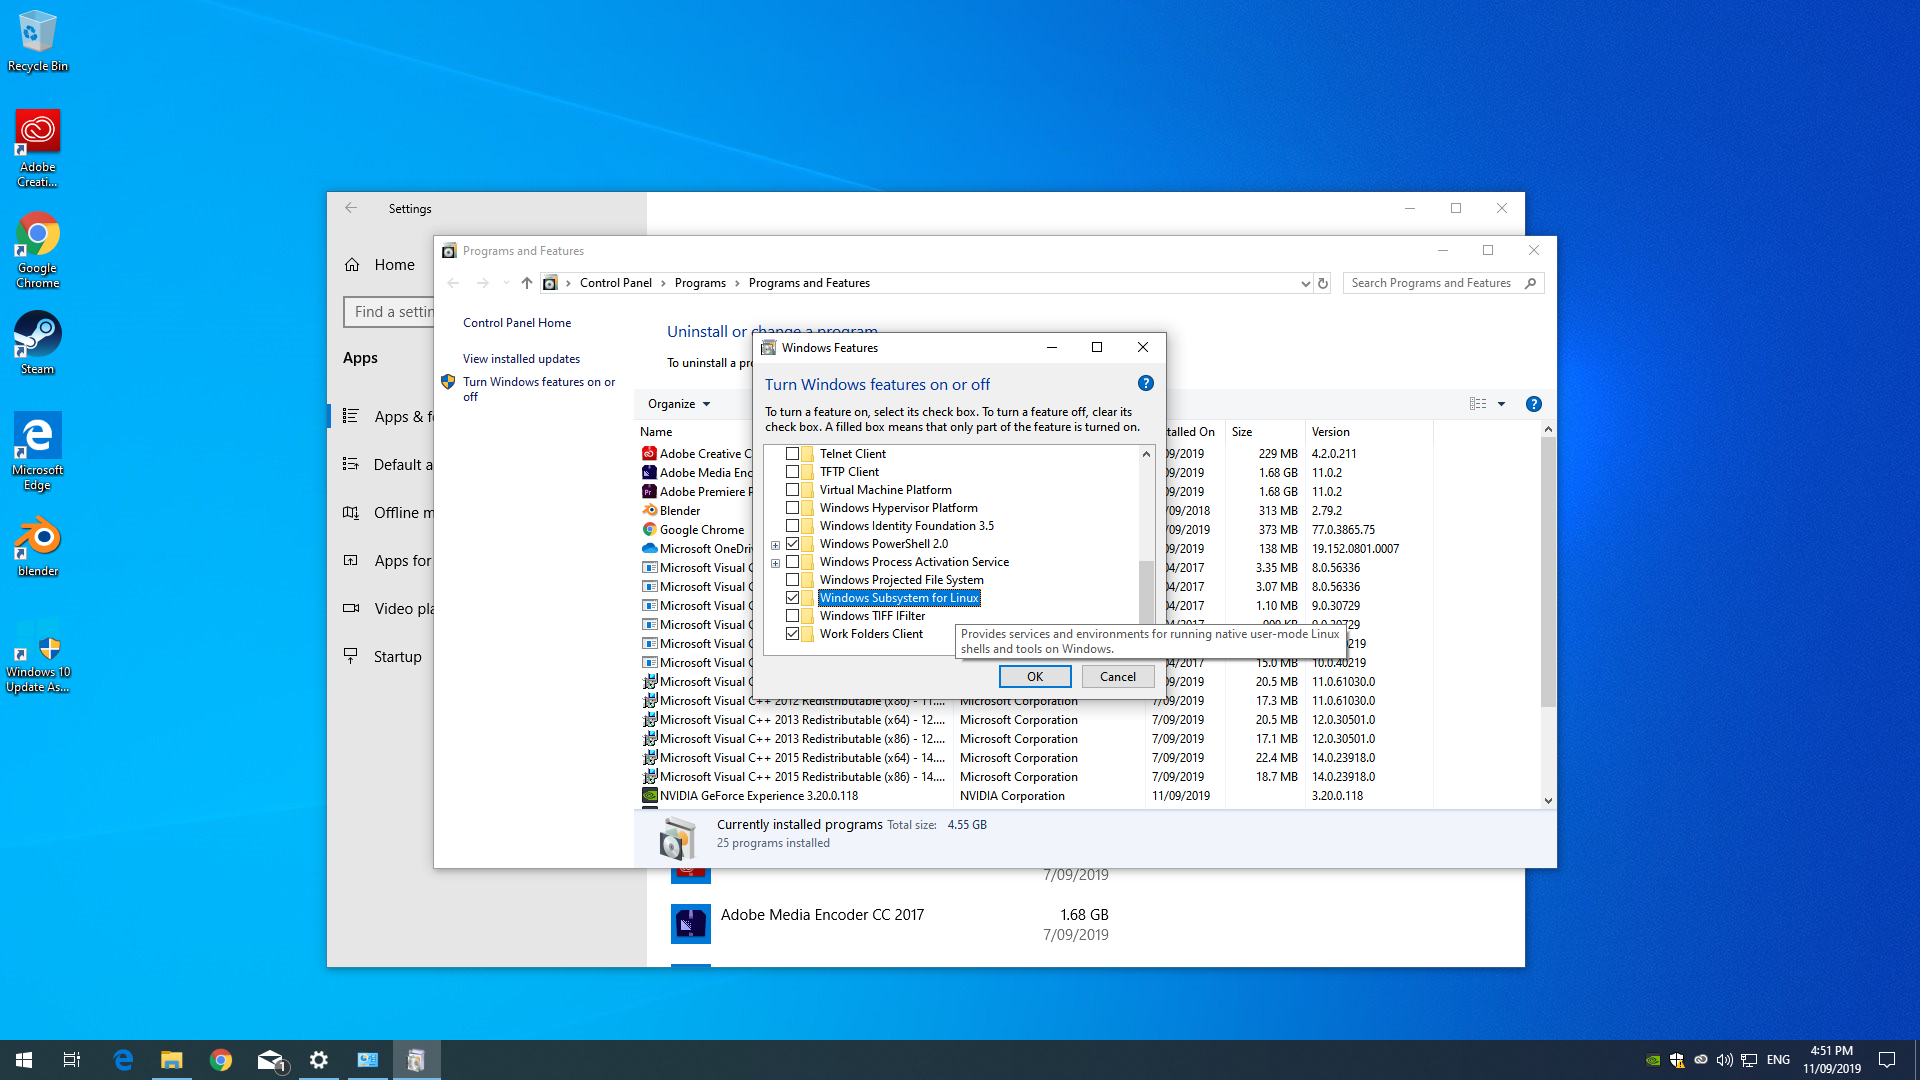 Recycle Bin
Adobe
Creati...
Google
Chrome
Steam
Microsoft
Edge
blender
Windows 10
Update As...
Settings
Home
Find a settin
Apps
Apps & f
Default a
Offline m
Apps for
Video pla
Startup
Programs and Features
Control Panel > Programs > Programs and Features
Search Programs and Features
Control Panel Home
View installed updates
Turn Windows features on or
off
Uninstall or change a program
To uninstall a pr
Organize
Name
talled On Size Version
Adobe Creative C 09/2019 229 MB 4.2.0.211
Adobe Media Enc 09/2019 1.68 GB 11.0.2
Adobe Premiere P 09/2019 1.68 GB 11.0.2
Blender /09/2018 313 MB 2.79.2
Google Chrome /09/2019 373 MB 77.0.3865.75
Microsoft OneDri 09/2019 138 MB 19.152.0801.0007
Microsoft Visual C 04/2017 3.35 MB 8.0.56336
Microsoft Visual C 04/2017 3.07 MB 8.0.56336
Microsoft Visual C 04/2017 1.10 MB 9.0.30729
Microsoft Visual C
Microsoft Visual C 0219
Microsoft Visual C 04/2017 15.0 MB 10.0.40219
Microsoft Visual C 09/2019 20.5 MB 11.0.61030.0
Microsoft Visual C++ 2012 Redistributable (x86) - 11.... Microsoft Corporation 7/09/2019 17.3 MB 11.0.61030.0
Microsoft Visual C++ 2013 Redistributable (x64) - 12.... Microsoft Corporation 7/09/2019 20.5 MB 12.0.30501.0
Microsoft Visual C++ 2013 Redistributable (x86) - 12.... Microsoft Corporation 7/09/2019 17.1 MB 12.0.30501.0
Microsoft Visual C++ 2015 Redistributable (x64) - 14.... Microsoft Corporation 7/09/2019 22.4 MB 14.0.23918.0
Microsoft Visual C++ 2015 Redistributable (x86) - 14.... Microsoft Corporation 7/09/2019 18.7 MB 14.0.23918.0
NVIDIA GeForce Experience 3.20.0.118 NVIDIA Corporation 11/09/2019 3.20.0.118
Currently installed programs Total size: 4.55 GB
25 programs installed
Windows Features
Turn Windows features on or off
To turn a feature on, select its check box. To turn a feature off, clear its
check box. A filled box means that only part of the feature is turned on.
Telnet Client
TFTP Client
Virtual Machine Platform
Windows Hypervisor Platform
Windows Identity Foundation 3.5
Windows PowerShell 2.0
Windows Process Activation Service
Windows Projected File System
Windows Subsystem for Linux
Windows TIFF IFilter
Work Folders Client
Provides services and environments for running native user-mode Linux
shells and tools on Windows.
OK Cancel
7/09/2019
Adobe Media Encoder CC 2017 1.68 GB
7/09/2019
1
ENG
4:51 PM
11/09/2019